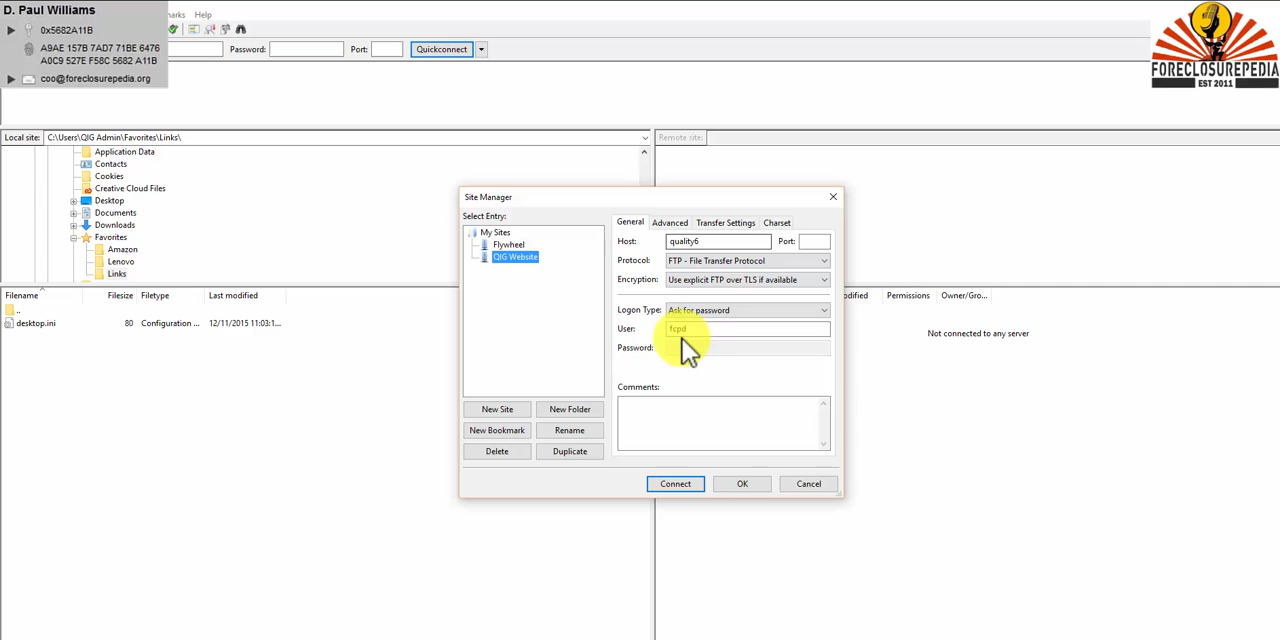 D. Paul Williams
0x5682A11B
A9AE 157B 7AD7 71BE 6476
A0C9 527E F58C 5682 A11B
coo@foreclosurepedia.org
Help
Password:
Port:
Quickconnect
FORECLOSUREPEDIA
EST 2011
Local site:
C:\Users\QIG Admin\Favorites\Links\
Remote site:
Application Data
Contacts
Cookies
Creative Cloud Files
Desktop
Documents
Downloads
Favorites
Amazon
Lenovo
Links
Filename
Filesize
Filetype
Last modified
..
desktop.ini
80
Configuration ...
12/11/2015 11:03:1...
Site Manager
Select Entry:
My Sites
Flywheel
QIG Website
New Site
New Folder
New Bookmark
Rename
Delete
Duplicate
General
Advanced
Transfer Settings
Charset
Host:
quality6
Port:
Protocol:
FTP - File Transfer Protocol
Encryption:
Use explicit FTP over TLS if available
Logon Type:
Ask for password
User:
fcpd
Password:
Comments:
Connect
OK
Cancel
Permissions
Owner/Gro...
Not connected to any server